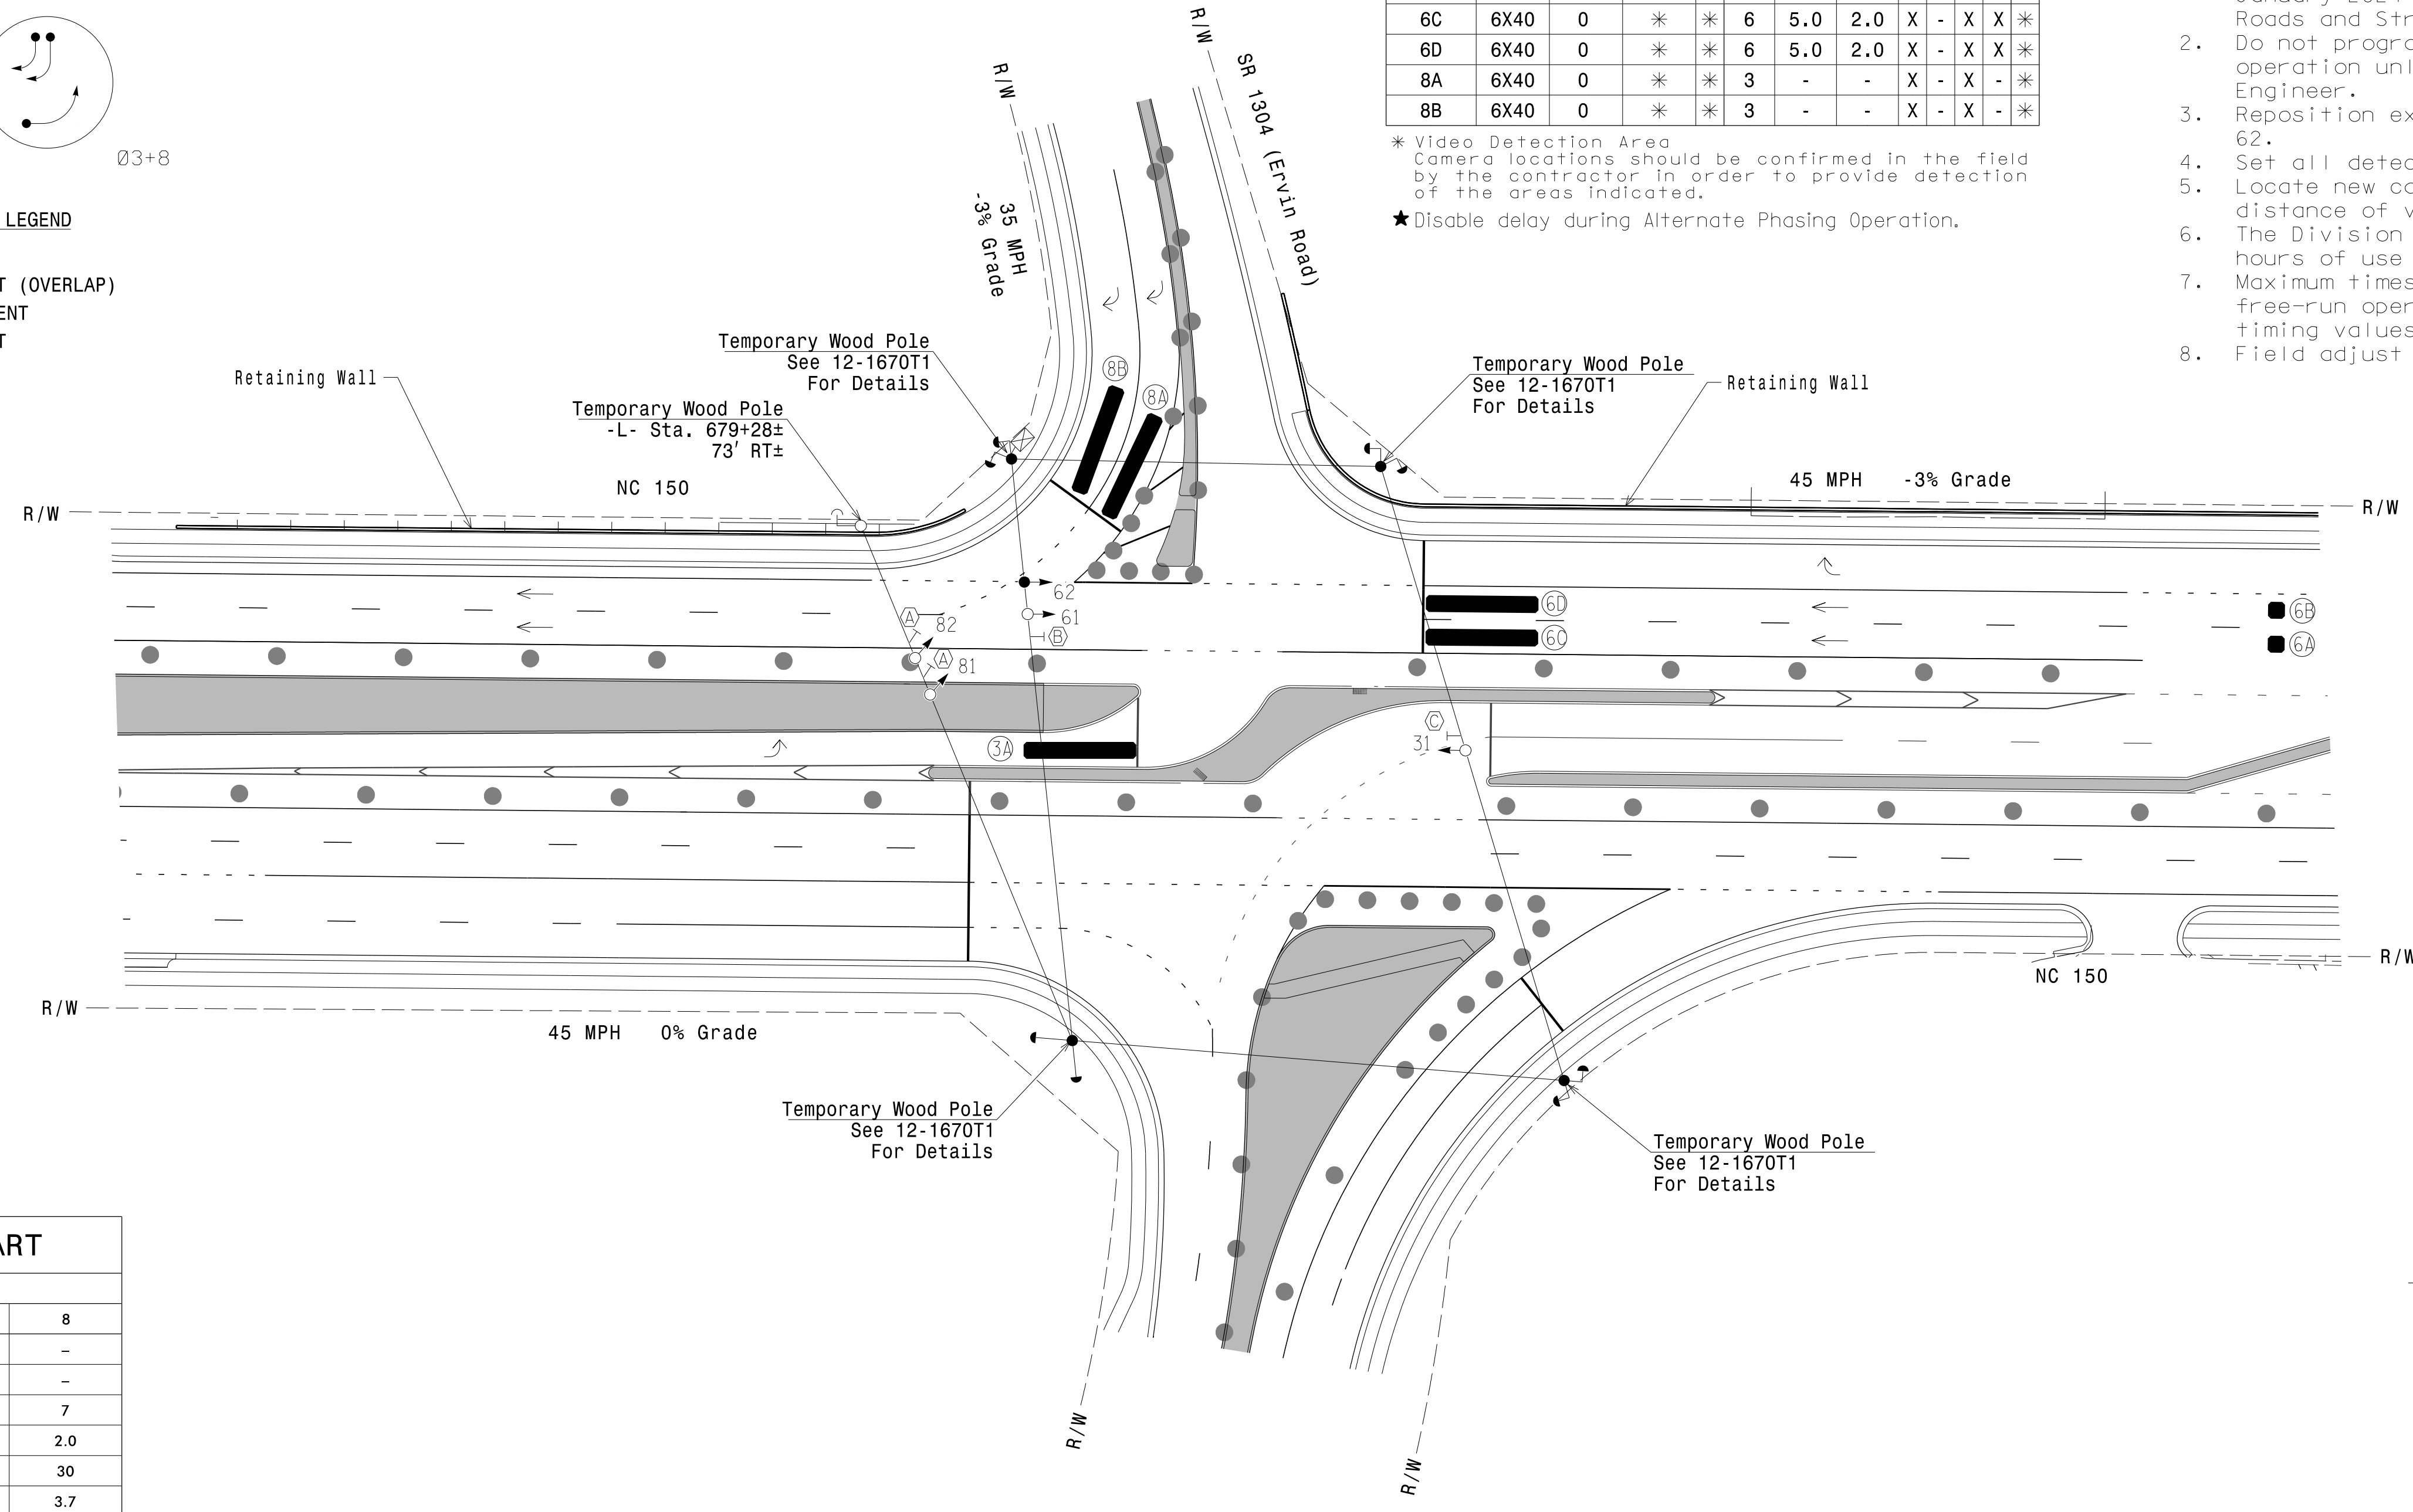 Ø3+8
LEGEND
(OVERLAP)
6C 6X40 0 ✳ ✳ 6 5.0 2.0 X - X X ✳
6D 6X40 0 ✳ ✳ 6 5.0 2.0 X - X X ✳
8A 6X40 0 ✳ ✳ 3 - - X - X - ✳
8B 6X40 0 ✳ ✳ 3 - - X - X - ✳
✳ Video Detection Area
Camera locations should be confirmed in the field
by the contractor in order to provide detection
of the areas indicated.
★ Disable delay during Alternate Phasing Operation.
Roads and Str
2. Do not progra
operation unl
Engineer.
3. Reposition ex
62.
4. Set all detec
5. Locate new ca
distance of v
6. The Division
hours of use
7. Maximum times
free-run oper
timing values
8. Field adjust
R/W
R/W
SR 1304 (Ervin Road)
35 MPH
-3% Grade
Temporary Wood Pole
See 12-1670T1
For Details
Retaining Wall
Temporary Wood Pole
-L- Sta. 679+28±
73' RT±
8B
8A
Temporary Wood Pole
See 12-1670T1
For Details
Retaining Wall
NC 150
45 MPH -3% Grade
R/W
R/W
62
61
A
82
B
A
81
6D
6C
6B
6A
3A
C
31
R/W
NC 150
R/W
45 MPH 0% Grade
Temporary Wood Pole
See 12-1670T1
For Details
Temporary Wood Pole
See 12-1670T1
For Details
R/W
R/W
ART
8
–
–
7
2.0
30
3.7